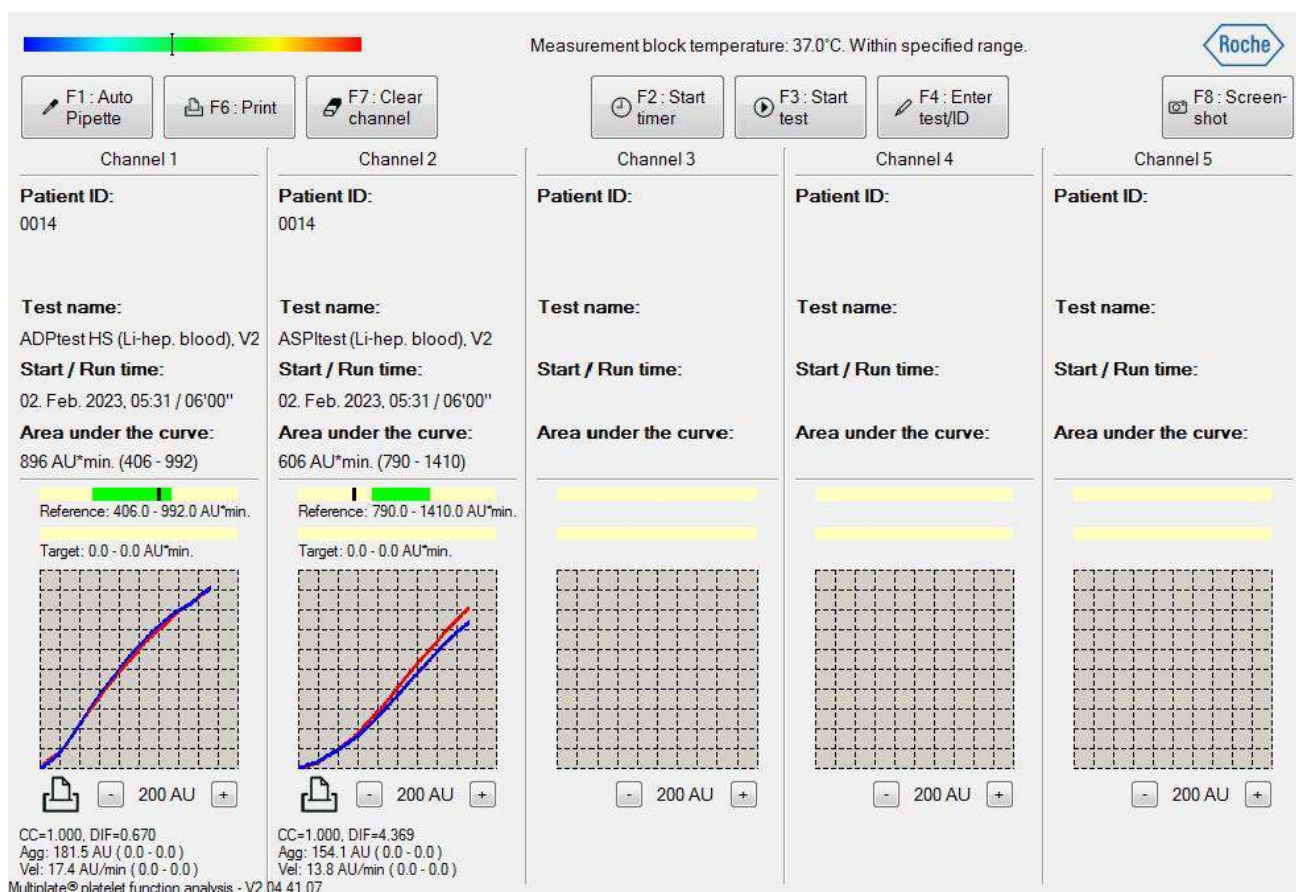 Measurement block temperature: 37.0°C. Within specified range.
Roche
F1 : Auto Pipette
F6 : Print
F7 : Clear channel
F2 : Start timer
F3 : Start test
F4 : Enter test/ID
F8 : Screen-shot
Channel 1
Patient ID:
0014
Test name:
ADPtest HS (Li-hep. blood), V2
Start / Run time:
02. Feb. 2023, 05:31 / 06'00"
Area under the curve:
896 AU*min. (406 - 992)
Reference: 406.0 - 992.0 AU*min.
Target: 0.0 - 0.0 AU*min.
- 200 AU +
CC=1.000, DIF=0.670
Agg: 181.5 AU ( 0.0 - 0.0 )
Vel: 17.4 AU/min ( 0.0 - 0.0 )
Channel 2
Patient ID:
0014
Test name:
ASPItest (Li-hep. blood), V2
Start / Run time:
02. Feb. 2023, 05:31 / 06'00"
Area under the curve:
606 AU*min. (790 - 1410)
Reference: 790.0 - 1410.0 AU*min.
Target: 0.0 - 0.0 AU*min.
- 200 AU +
CC=1.000, DIF=4.369
Agg: 154.1 AU ( 0.0 - 0.0 )
Vel: 13.8 AU/min ( 0.0 - 0.0 )
Channel 3
Patient ID:
Test name:
Start / Run time:
Area under the curve:
- 200 AU +
Channel 4
Patient ID:
Test name:
Start / Run time:
Area under the curve:
- 200 AU +
Channel 5
Patient ID:
Test name:
Start / Run time:
Area under the curve:
- 200 AU +
Multiplate® platelet function analysis - V2.04.41.07